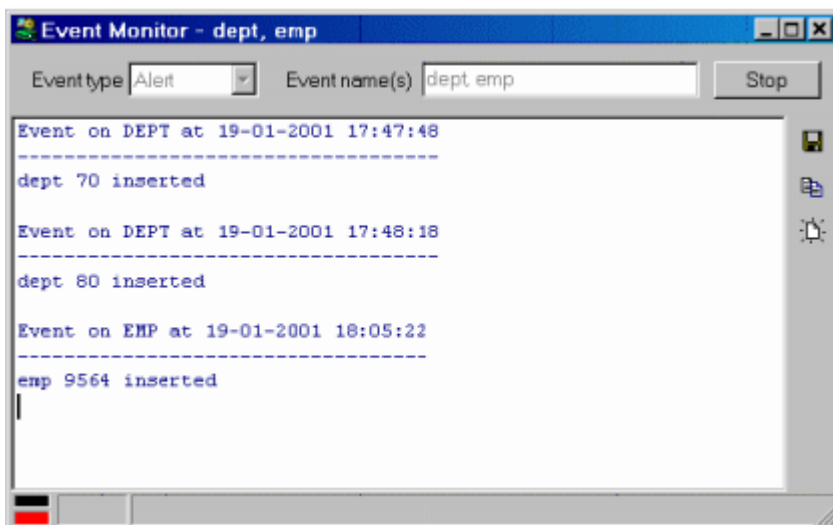 Event Monitor - dept, emp
Event type Alert Event name(s) dept emp Stop
Event on DEPT at 19-01-2001 17:47:48
------------------------------------
dept 70 inserted
Event on DEPT at 19-01-2001 17:48:18
------------------------------------
dept 80 inserted
Event on EMP at 19-01-2001 18:05:22
-----------------------------------
emp 9564 inserted